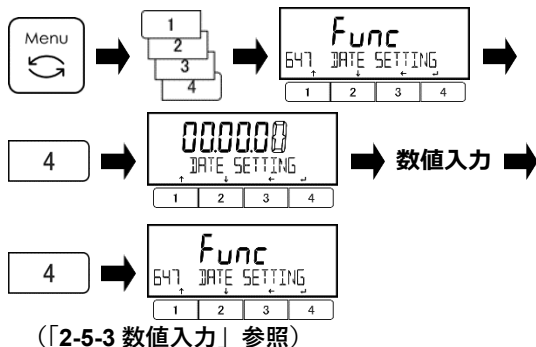 Menu
1
2
3
4
Func
647 DATE SETTING
↑ ↓ ← ↵
1 2 3 4
4
00.00.00
DATE SETTING
↑ ↓ ← ↵
1 2 3 4
数値入力
4
Func
647 DATE SETTING
↑ ↓ ← ↵
1 2 3 4
(「2-5-3 数値入力」参照)